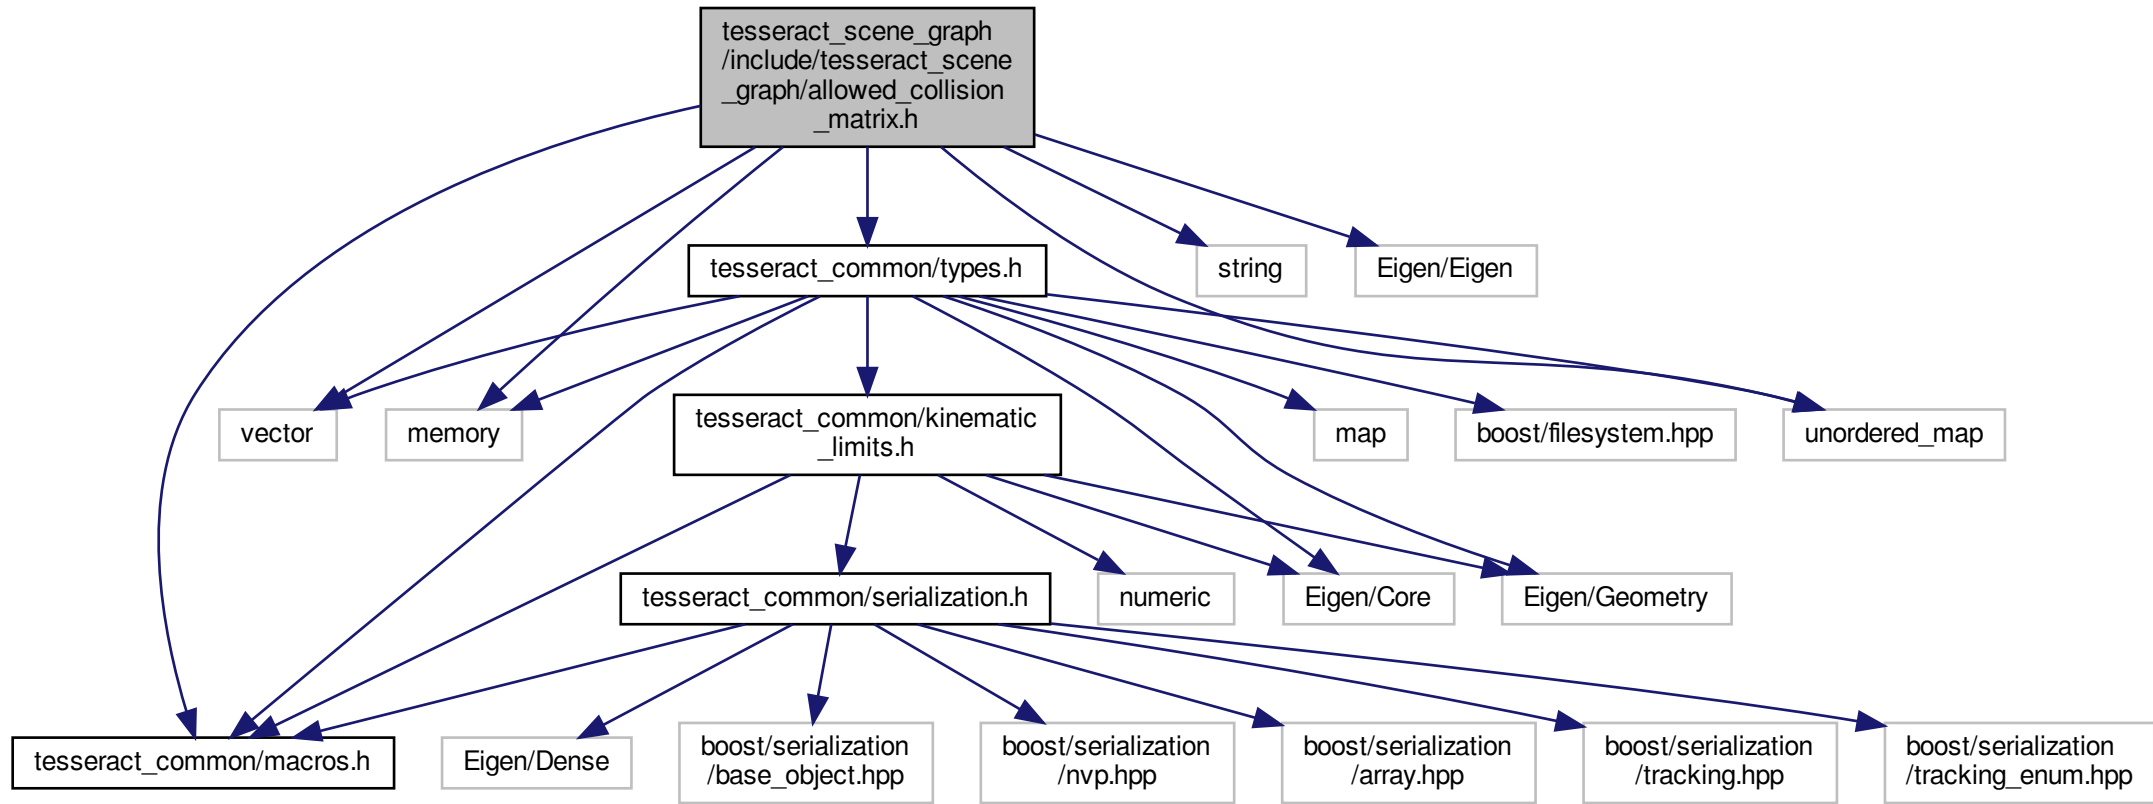 tesseract_scene_graph
/include/tesseract_scene
_graph/allowed_collision
_matrix.h
tesseract_common/types.h
string
Eigen/Eigen
vector
memory
tesseract_common/kinematic
_limits.h
map
boost/filesystem.hpp
unordered_map
tesseract_common/serialization.h
numeric
Eigen/Core
Eigen/Geometry
tesseract_common/macros.h
Eigen/Dense
boost/serialization
/base_object.hpp
boost/serialization
/nvp.hpp
boost/serialization
/array.hpp
boost/serialization
/tracking.hpp
boost/serialization
/tracking_enum.hpp